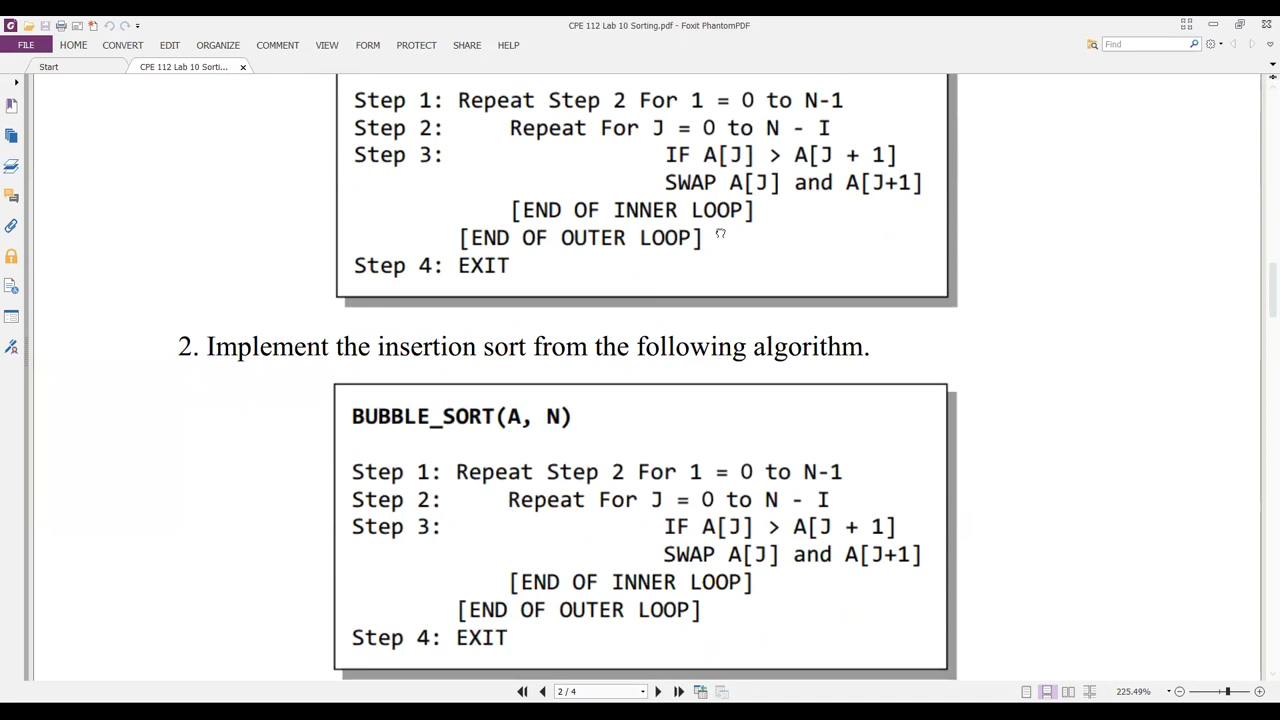 CPE 112 Lab 10 Sorting.pdf - Foxit PhantomPDF
FILE HOME CONVERT EDIT ORGANIZE COMMENT VIEW FORM PROTECT SHARE HELP
Find
Start CPE 112 Lab 10 Sorti...
Step 1: Repeat Step 2 For 1 = 0 to N-1
Step 2: Repeat For J = 0 to N - I
Step 3: IF A[J] > A[J + 1]
SWAP A[J] and A[J+1]
[END OF INNER LOOP]
[END OF OUTER LOOP]
Step 4: EXIT
2. Implement the insertion sort from the following algorithm.
BUBBLE_SORT(A, N)
Step 1: Repeat Step 2 For 1 = 0 to N-1
Step 2: Repeat For J = 0 to N - I
Step 3: IF A[J] > A[J + 1]
SWAP A[J] and A[J+1]
[END OF INNER LOOP]
[END OF OUTER LOOP]
Step 4: EXIT
2 / 4
225.49%